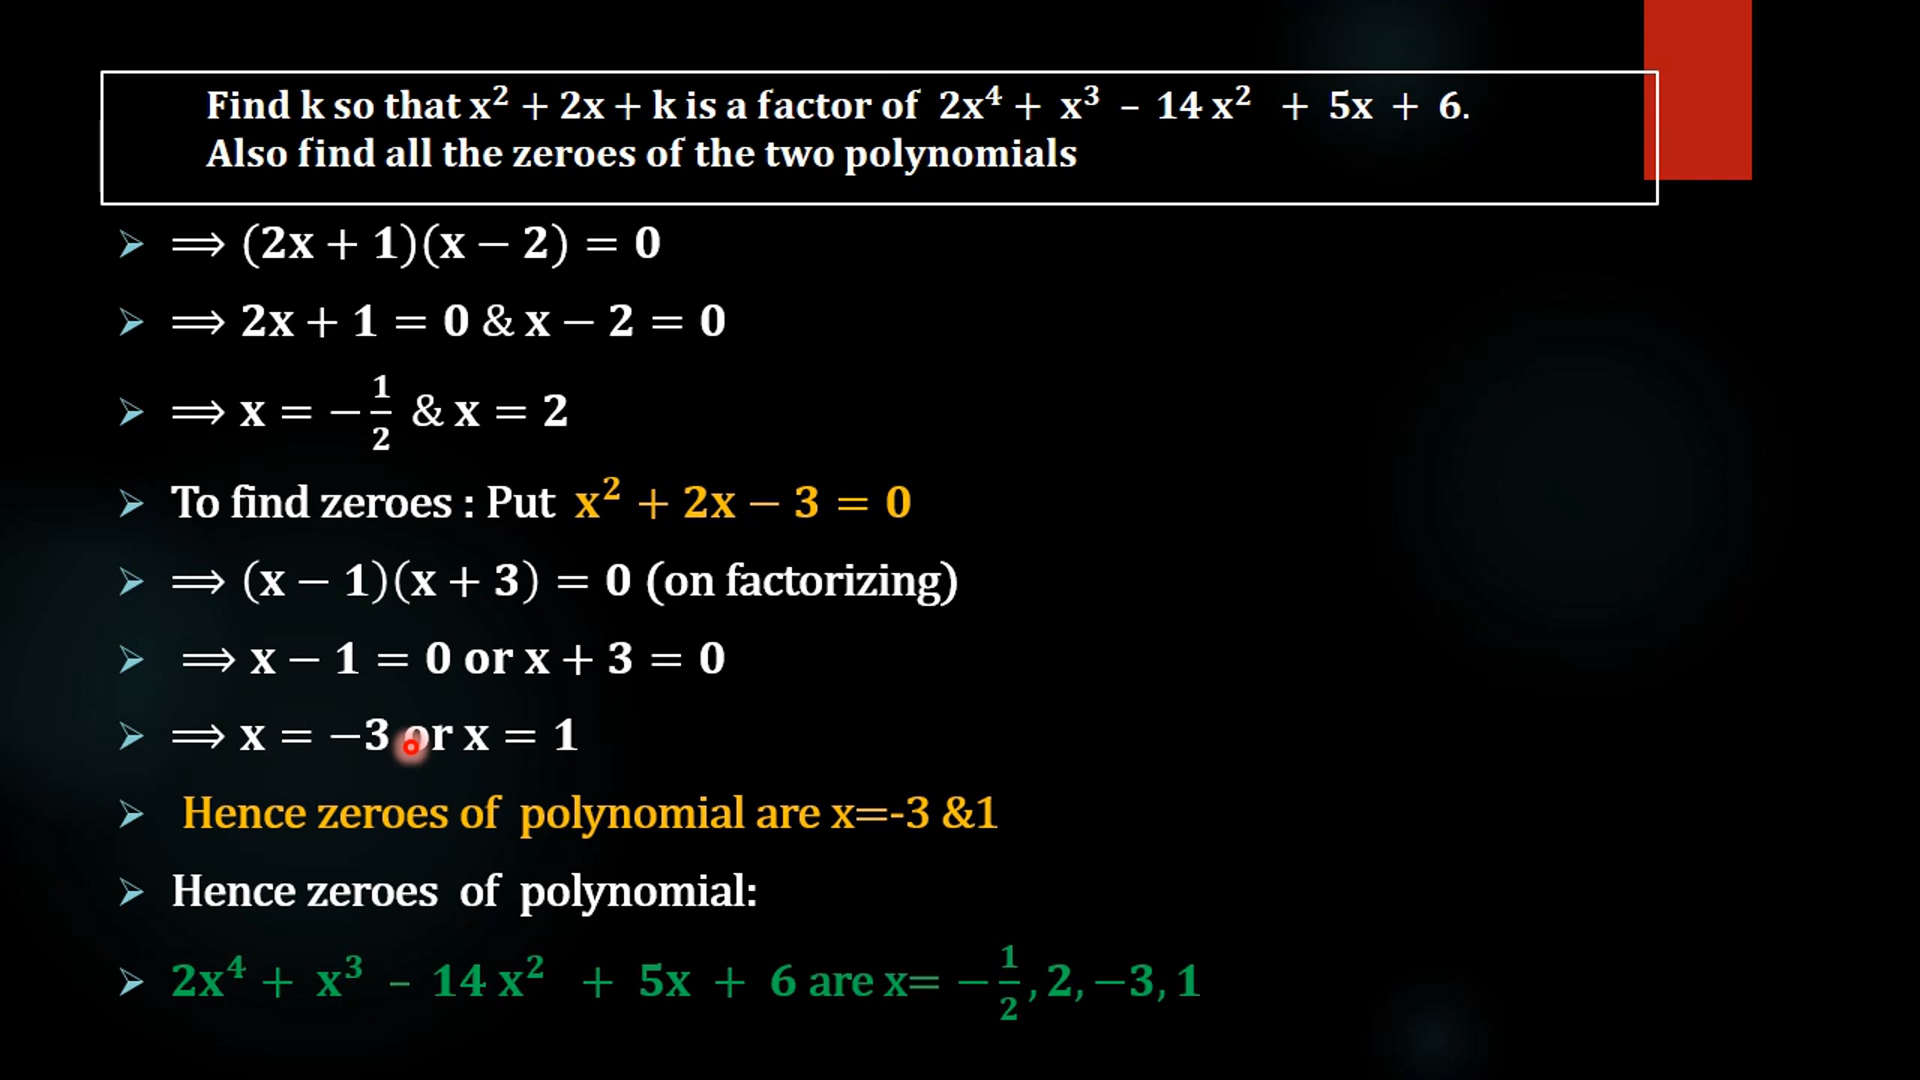 Find k so that x² + 2x + k is a factor of 2x⁴ + x³ – 14 x² + 5x + 6.
Also find all the zeroes of the two polynomials
➢ ⟹ (2x + 1)(x − 2) = 0
➢ ⟹ 2x + 1 = 0 & x − 2 = 0
➢ ⟹ x = −1/2 & x = 2
➢ To find zeroes : Put x² + 2x − 3 = 0
➢ ⟹ (x − 1)(x + 3) = 0 (on factorizing)
➢ ⟹ x − 1 = 0 or x + 3 = 0
➢ ⟹ x = −3 or x = 1
➢ Hence zeroes of polynomial are x=-3 &1
➢ Hence zeroes of polynomial:
➢ 2x⁴ + x³ – 14 x² + 5x + 6 are x= −1/2, 2, −3, 1